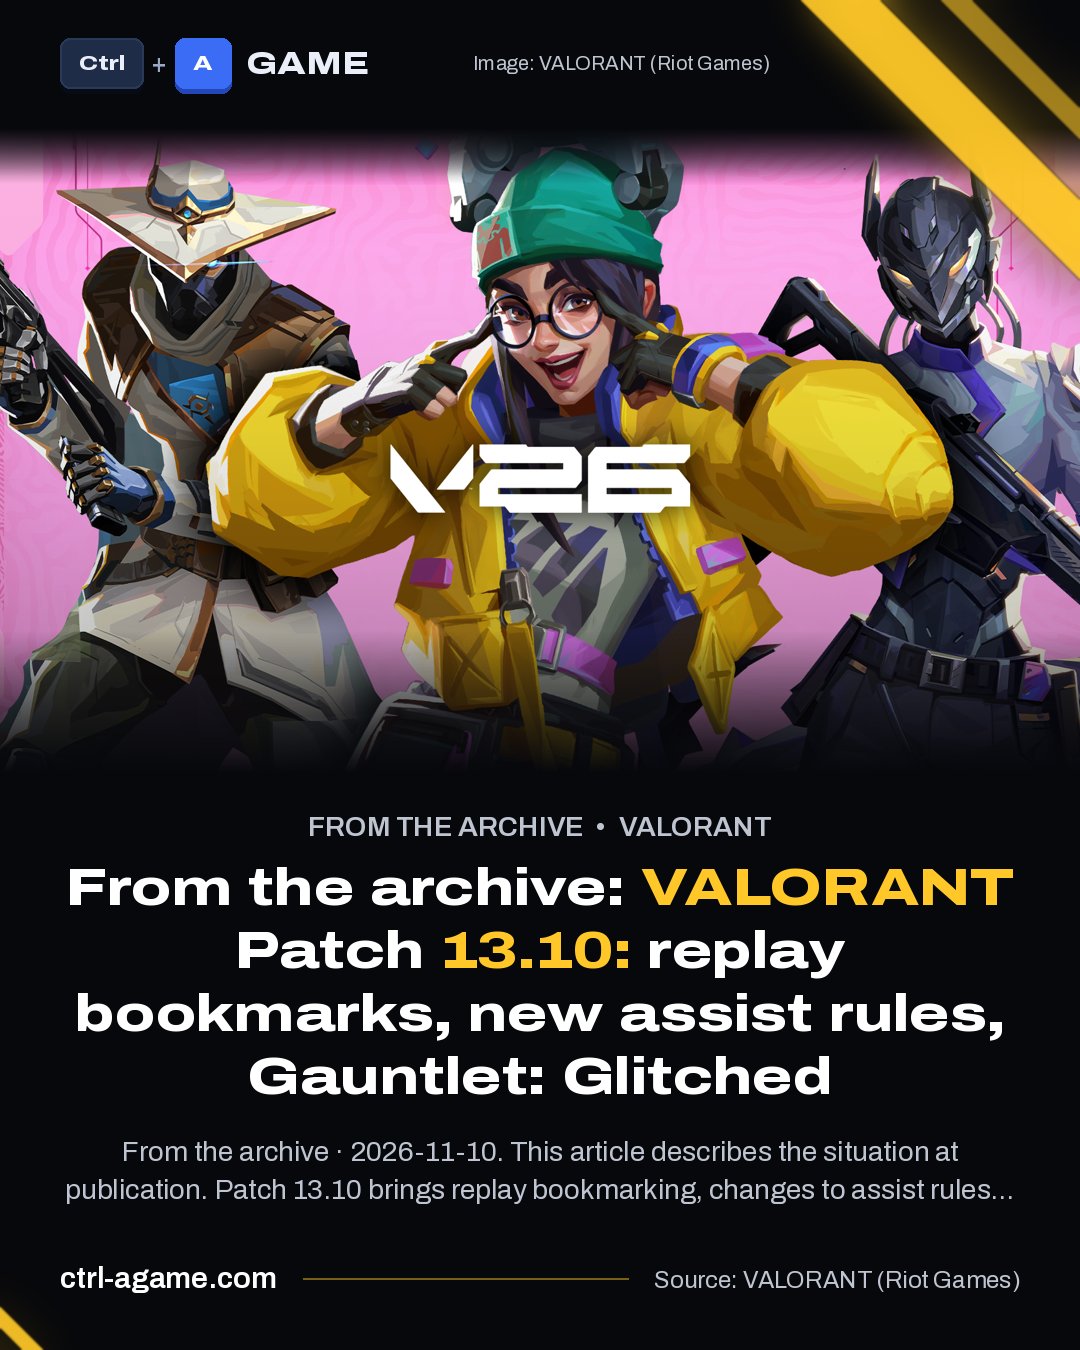 Ctrl + A GAME
Image: VALORANT (Riot Games)
V26
FROM THE ARCHIVE • VALORANT
From the archive: VALORANT
Patch 13.10: replay
bookmarks, new assist rules,
Gauntlet: Glitched
From the archive · 2026-11-10. This article describes the situation at
publication. Patch 13.10 brings replay bookmarking, changes to assist rules...
ctrl-agame.com
Source: VALORANT (Riot Games)